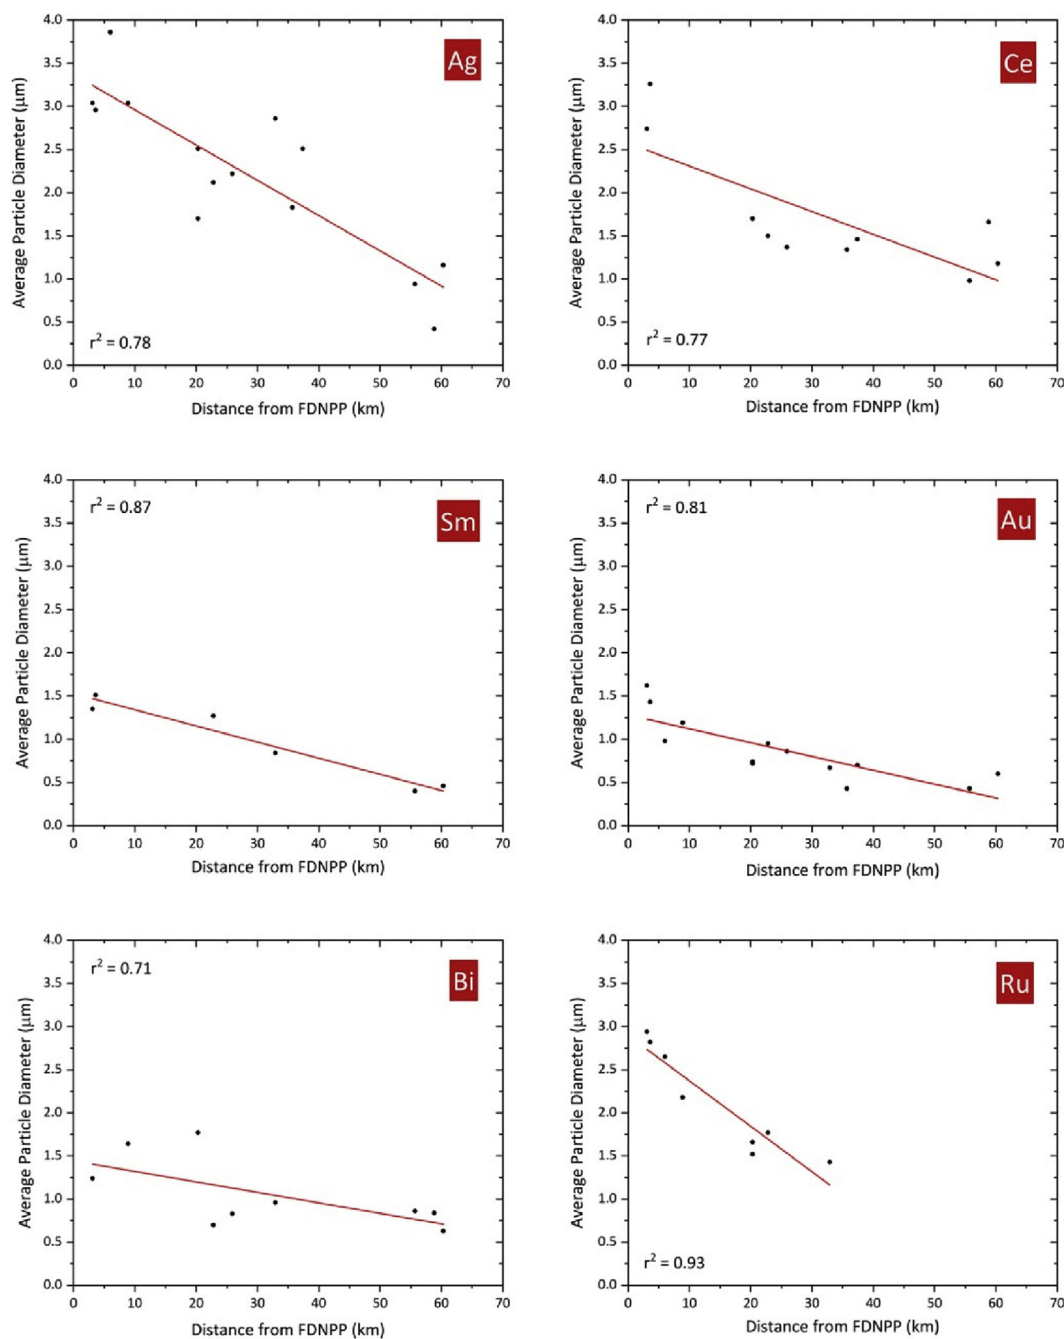 4.0
3.5
3.0
2.5
2.0
1.5
1.0
0.5
0.0
Average Particle Diameter (μm)
Ag
r² = 0.78
0 10 20 30 40 50 60 70
Distance from FDNPP (km)
4.0
3.5
3.0
2.5
2.0
1.5
1.0
0.5
0.0
Average Particle Diameter (μm)
Ce
r² = 0.77
0 10 20 30 40 50 60 70
Distance from FDNPP (km)
4.0
3.5
3.0
2.5
2.0
1.5
1.0
0.5
0.0
Average Particle Diameter (μm)
r² = 0.87
Sm
0 10 20 30 40 50 60 70
Distance from FDNPP (km)
4.0
3.5
3.0
2.5
2.0
1.5
1.0
0.5
0.0
Average Particle Diameter (μm)
r² = 0.81
Au
0 10 20 30 40 50 60 70
Distance from FDNPP (km)
4.0
3.5
3.0
2.5
2.0
1.5
1.0
0.5
0.0
Average Particle Diameter (μm)
r² = 0.71
Bi
0 10 20 30 40 50 60 70
Distance from FDNPP (km)
4.0
3.5
3.0
2.5
2.0
1.5
1.0
0.5
0.0
Average Particle Diameter (μm)
Ru
r² = 0.93
0 10 20 30 40 50 60 70
Distance from FDNPP (km)